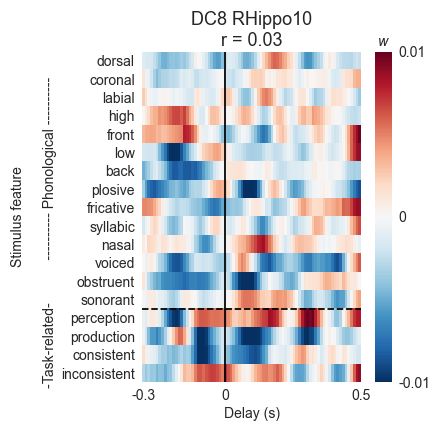 DC8 RHippo10
r = 0.03
w
dorsal
coronal
labial
high
front
low
back
plosive
fricative
syllabic
nasal
voiced
obstruent
sonorant
perception
production
consistent
inconsistent
Stimulus feature
---------- Phonological ----------
-Task-related-
-0.3
0
0.5
Delay (s)
0.01
0
-0.01